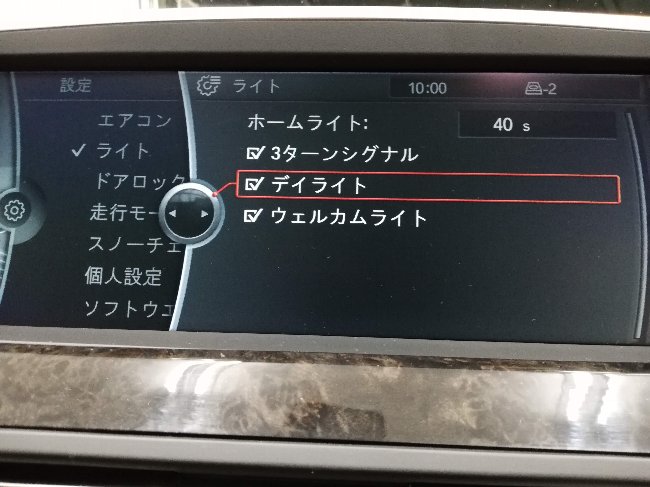 設定
ライト
10:00
-2
エアコン
✓ライト
ドアロック
走行モー
スノーチェ
個人設定
ソフトウエ
ホームライト: 40 s
3ターンシグナル
デイライト
ウェルカムライト